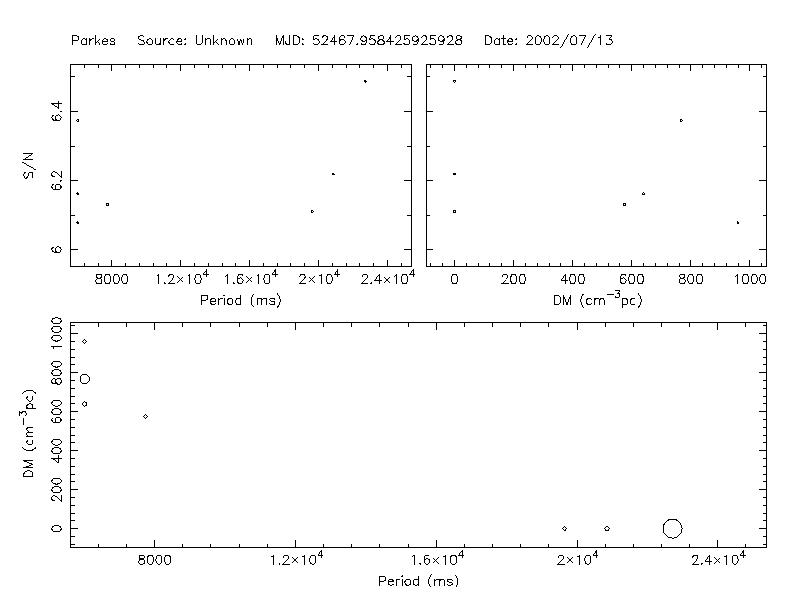 Parkes Source: Unknown MJD: 52467.958425925928 Date: 2002/07/13
S/N
6.4
6.2
6
8000 1.2×10⁴ 1.6×10⁴ 2×10⁴ 2.4×10⁴
Period (ms)
0 200 400 600 800 1000
DM (cm⁻³pc)
DM (cm⁻³pc)
1000
800
600
400
200
0
8000 1.2×10⁴ 1.6×10⁴ 2×10⁴ 2.4×10⁴
Period (ms)